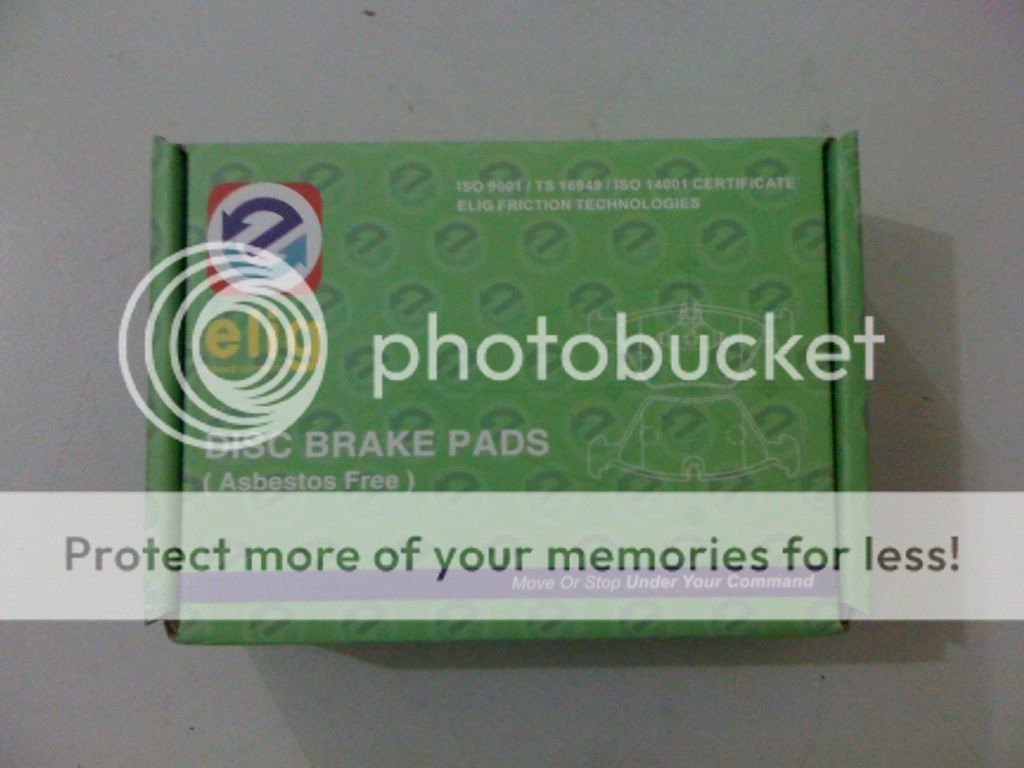 ISO 9001 / TS 16949 / ISO 14001 CERTIFICATE
ELIG FRICTION TECHNOLOGIES
elig
photobucket
DISC BRAKE PADS
( Asbestos Free )
Protect more of your memories for less!
Move Or Stop Under Your Command